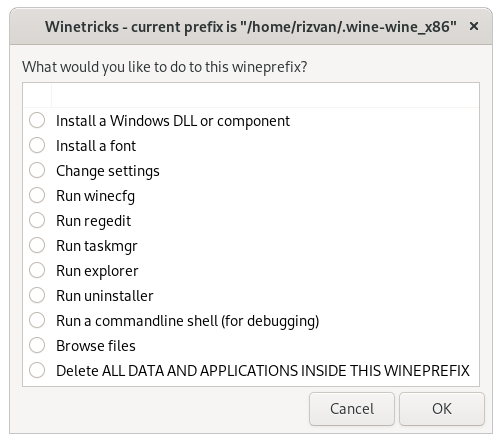 Winetricks - current prefix is "/home/rizvan/.wine-wine_x86"
What would you like to do to this wineprefix?
Install a Windows DLL or component
Install a font
Change settings
Run winecfg
Run regedit
Run taskmgr
Run explorer
Run uninstaller
Run a commandline shell (for debugging)
Browse files
Delete ALL DATA AND APPLICATIONS INSIDE THIS WINEPREFIX
Cancel OK